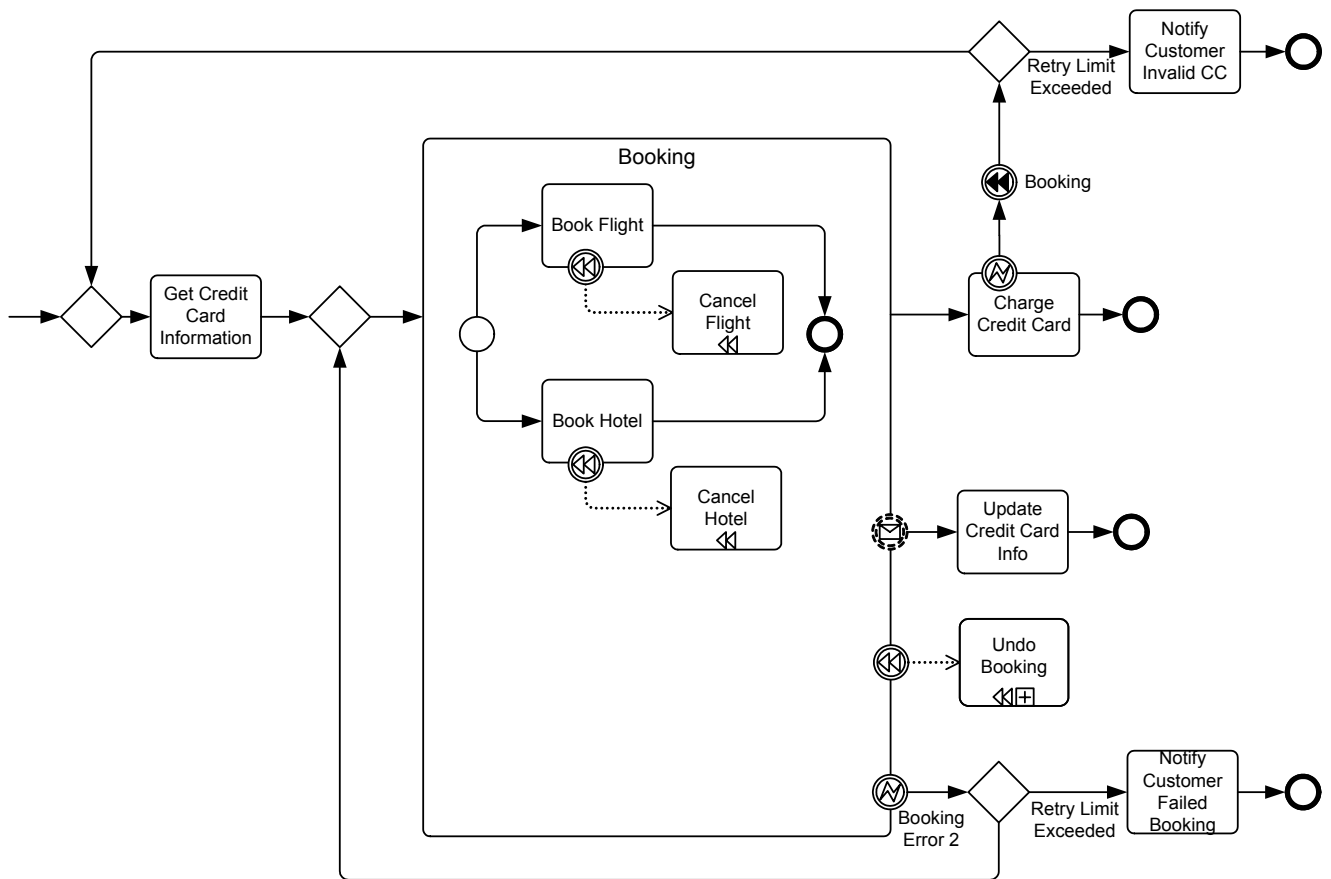 Notify
Customer
Invalid CC
Retry Limit
Exceeded
Booking
Booking
Book Flight
Cancel
Flight
Get Credit
Card
Information
Charge
Credit Card
Book Hotel
Cancel
Hotel
Update
Credit Card
Info
Undo
Booking
Booking
Error 2
Retry Limit
Exceeded
Notify
Customer
Failed
Booking